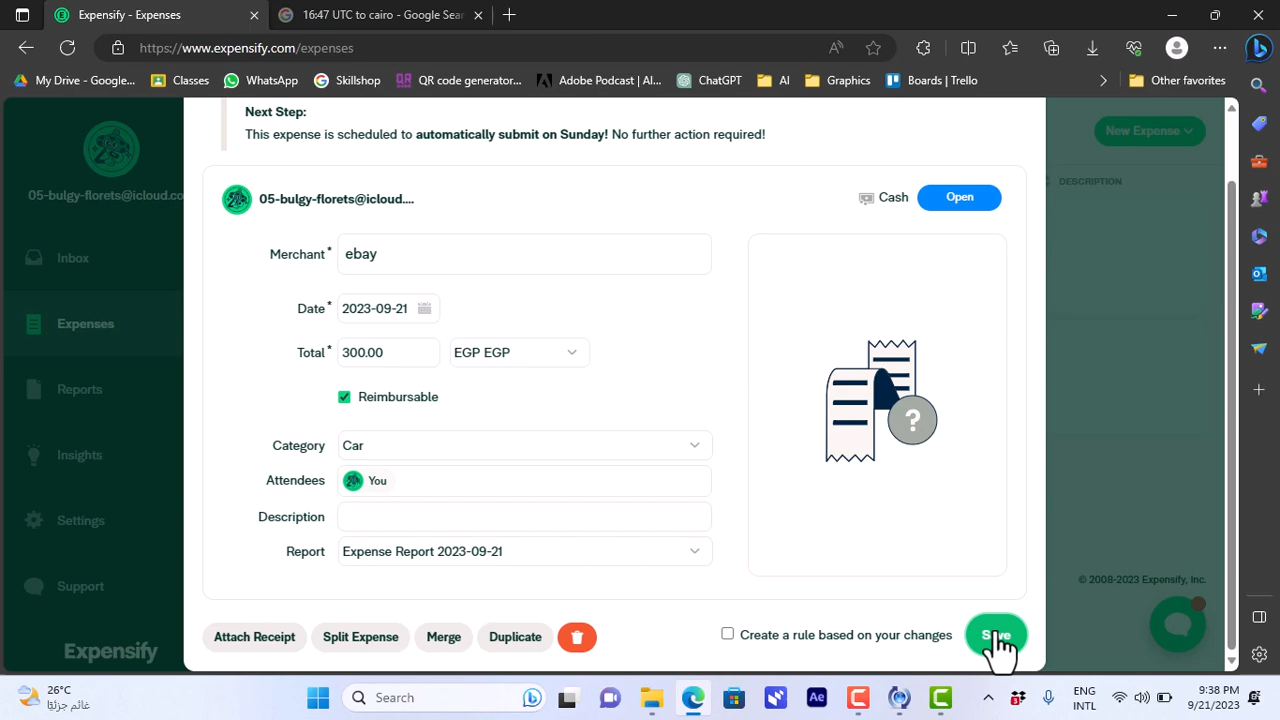 Expensify - Expenses
16:47 UTC to cairo - Google Sear
https://www.expensify.com/expenses
My Drive - Google...
Classes
WhatsApp
Skillshop
QR code generator...
Adobe Podcast | Al...
ChatGPT
AI
Graphics
Boards | Trello
Other favorites
Next Step:
This expense is scheduled to automatically submit on Sunday! No further action required!
New Expense
DESCRIPTION
05-bulgy-florets@icloud.co
05-bulgy-florets@icloud....
Cash
Open
Inbox
Expenses
Reports
Insights
Settings
Support
Expensify
Merchant *
ebay
Date *
2023-09-21
Total *
300.00
EGP EGP
Reimbursable
Category
Car
Attendees
You
Description
Report
Expense Report 2023-09-21
?
© 2008-2023 Expensify, Inc.
Attach Receipt
Split Expense
Merge
Duplicate
Create a rule based on your changes
Save
26°C
غائم جزئيًا
Search
Ae
ENG
INTL
9:38 PM
9/21/2023